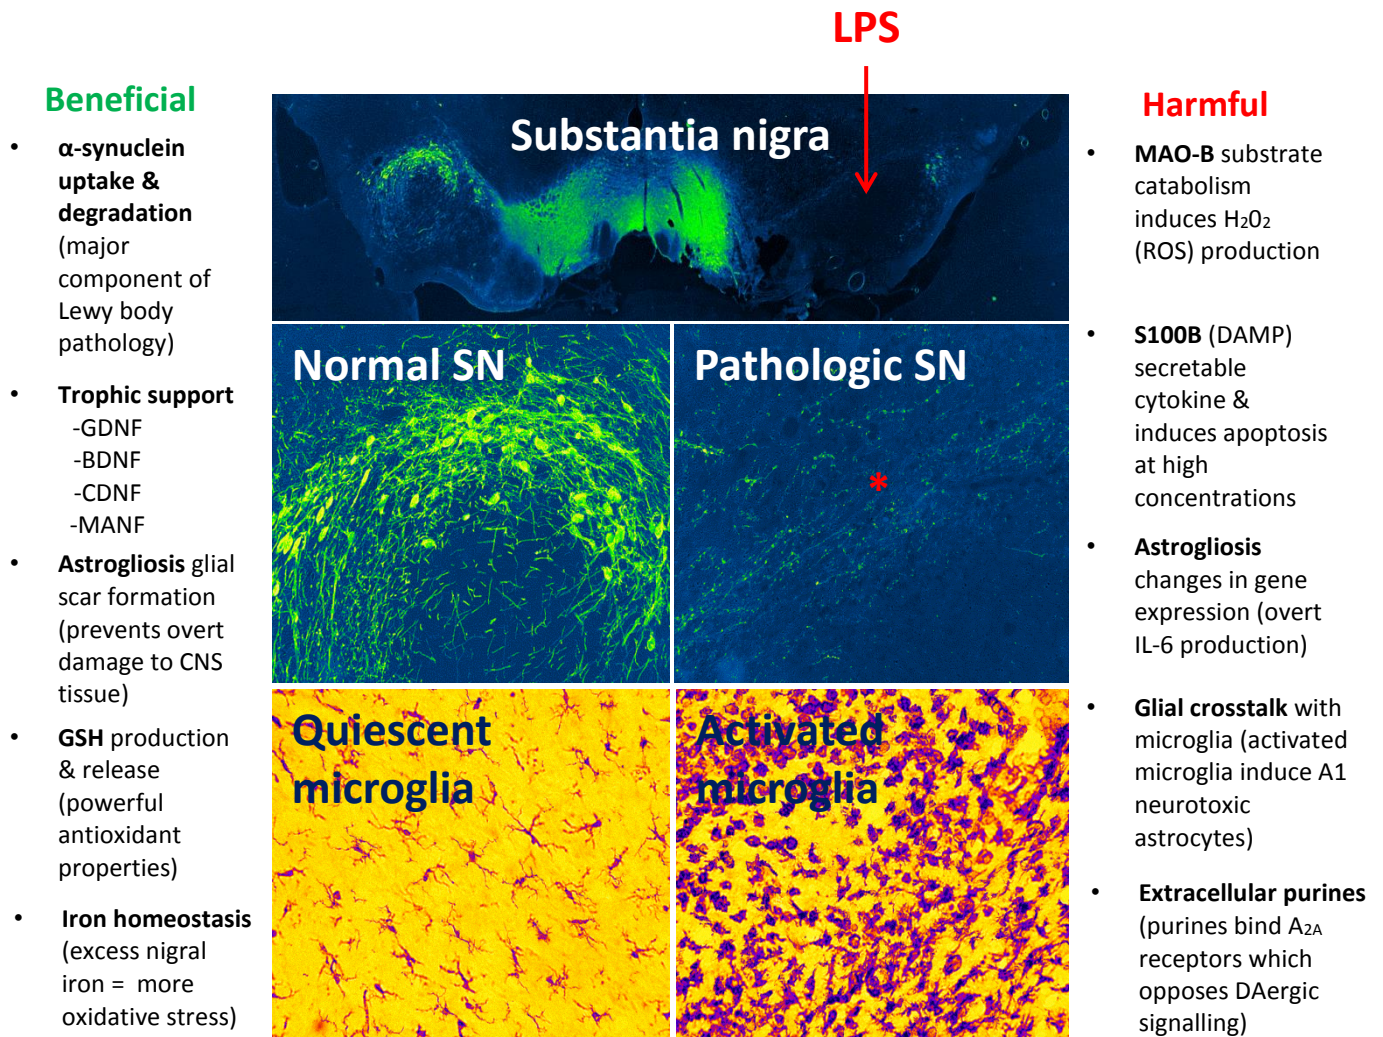 LPS
Beneficial
• α-synuclein
uptake &
degradation
(major
component of
Lewy body
pathology)
• Trophic support
-GDNF
-BDNF
-CDNF
-MANF
• Astrogliosis glial
scar formation
(prevents overt
damage to CNS
tissue)
• GSH production
& release
(powerful
antioxidant
properties)
• Iron homeostasis
(excess nigral
iron = more
oxidative stress)
Substantia nigra
Normal SN
Pathologic SN
*
Quiescent
microglia
Activated
microglia
Harmful
• MAO-B substrate
catabolism
induces H₂0₂
(ROS) production
• S100B (DAMP)
secretable
cytokine &
induces apoptosis
at high
concentrations
• Astrogliosis
changes in gene
expression (overt
IL-6 production)
• Glial crosstalk with
microglia (activated
microglia induce A1
neurotoxic
astrocytes)
• Extracellular purines
(purines bind A2A
receptors which
opposes DAergic
signalling)